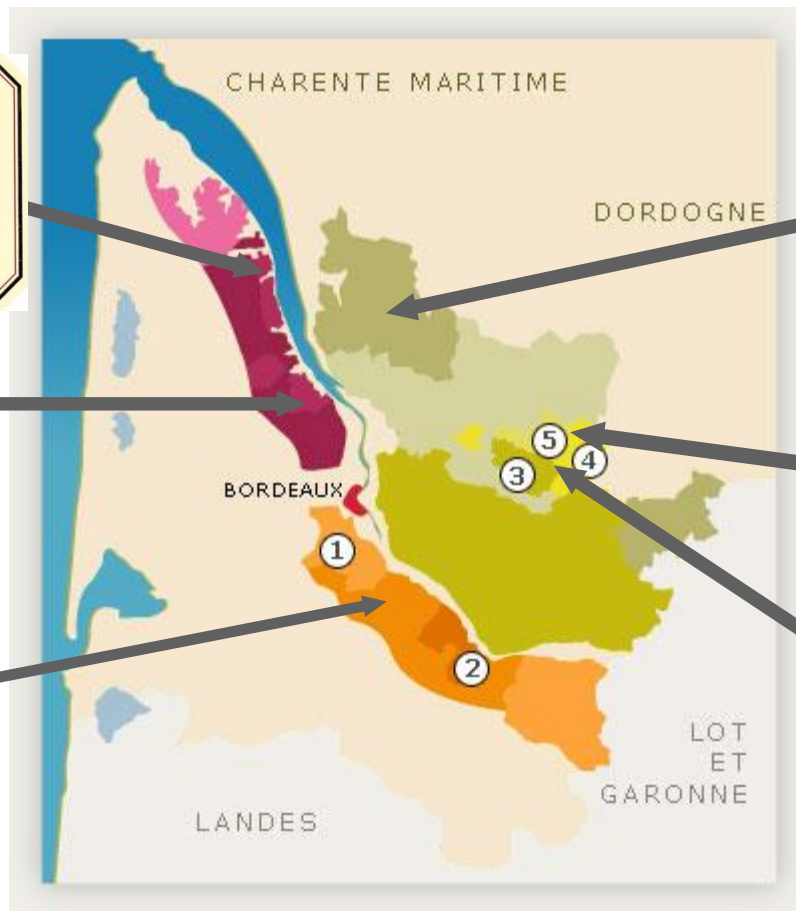 CHARENTE MARITIME
DORDOGNE
5
4
3
BORDEAUX
1
2
LOT
ET
GARONNE
LANDES